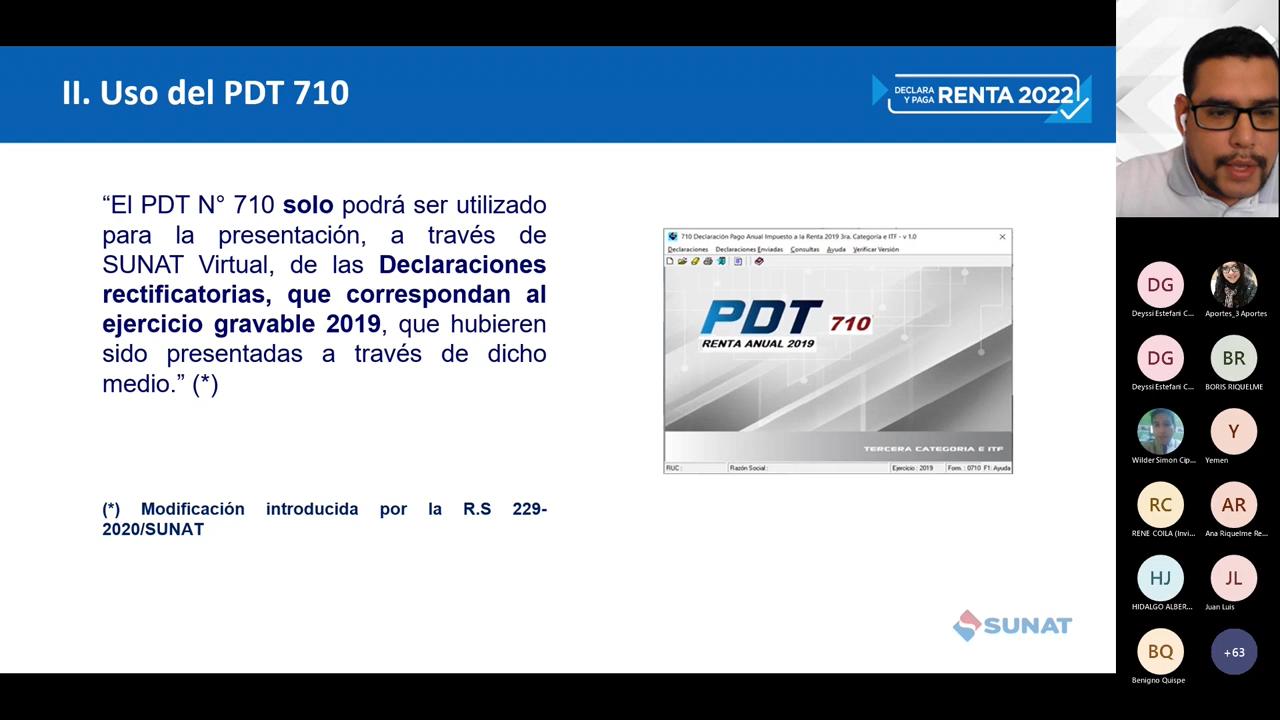 II. Uso del PDT 710
DECLARA
Y PAGA RENTA 2022
“El PDT N° 710 solo podrá ser utilizado
para la presentación, a través de
SUNAT Virtual, de las Declaraciones
rectificatorias, que correspondan al
ejercicio gravable 2019, que hubieren
sido presentadas a través de dicho
medio.” (*)
(*) Modificación introducida por la R.S 229-
2020/SUNAT
710 Declaración Pago Anual Impuesto a la Renta 2019 3ra. Categoría e ITF - v 1.0
Declaraciones Declaraciones Enviadas Consultas Ayuda Verificar Versión
PDT 710
RENTA ANUAL 2019
TERCERA CATEGORIA E ITF
RUC : Razón Social : Ejercicio : 2019 Form. : 0710 F1: Ayuda
SUNAT
DG
Deyssi Estefani C...
Aportes_3 Aportes
DG
Deyssi Estefani C...
BR
BORIS RIQUELME
Wilder Simon Cip...
Y
Yemen
RC
RENE COILA (Invi...
AR
Ana Riquelme Re...
HJ
HIDALGO ALBER...
JL
Juan Luis
BQ
Benigno Quispe
+63